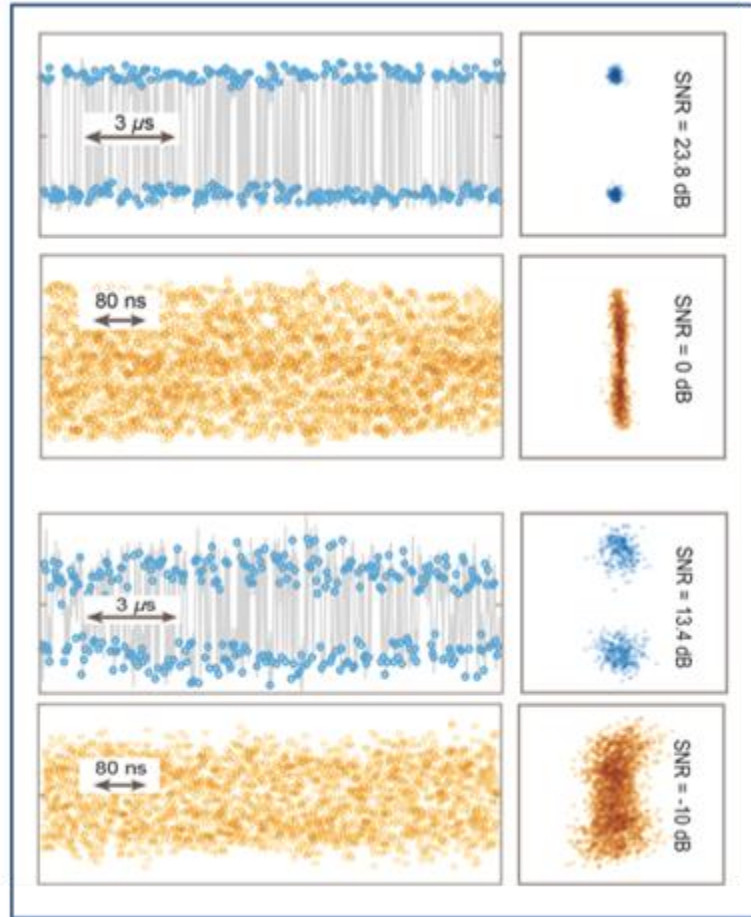 3 µs
SNR = 23.8 dB
80 ns
SNR = 0 dB
3 µs
SNR = 13.4 dB
80 ns
SNR = -10 dB